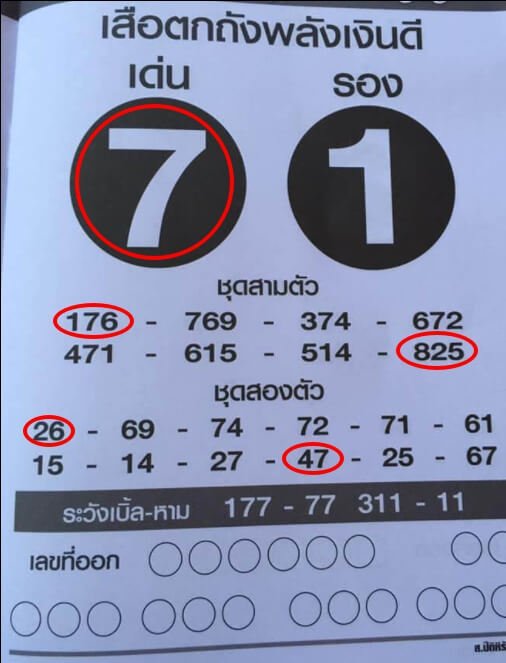 เสือตกถังพลังเงินดี
เด่น รอง
7 1
ชุดสามตัว
176 - 769 - 374 - 672
471 - 615 - 514 - 825
ชุดสองตัว
26 - 69 - 74 - 72 - 71 - 61
15 - 14 - 27 - 47 - 25 - 67
ระวังเบิ้ล-หาม 177 - 77 311 - 11
เลขที่ออก